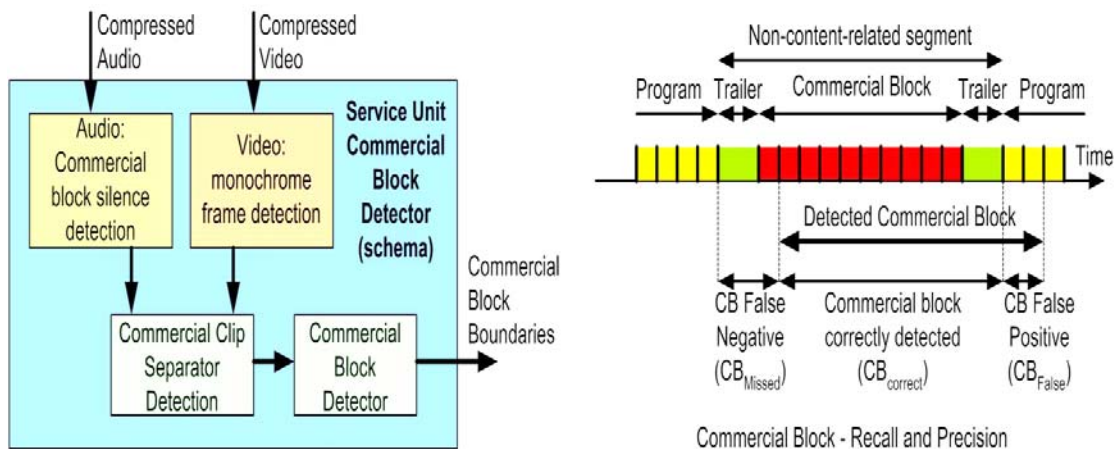 Compressed
Audio
Compressed
Video
Audio:
Commercial
block silence
detection
Video:
monochrome
frame detection
Service Unit
Commercial
Block
Detector
(schema)
Commercial Clip
Separator
Detection
Commercial
Block
Detector
Commercial
Block
Boundaries
Non-content-related segment
Program Trailer Commercial Block Trailer Program
Time
Detected Commercial Block
CB False
Negative
(CB_Missed)
Commercial block
correctly detected
(CB_correct)
CB False
Positive
(CB_False)
Commercial Block - Recall and Precision